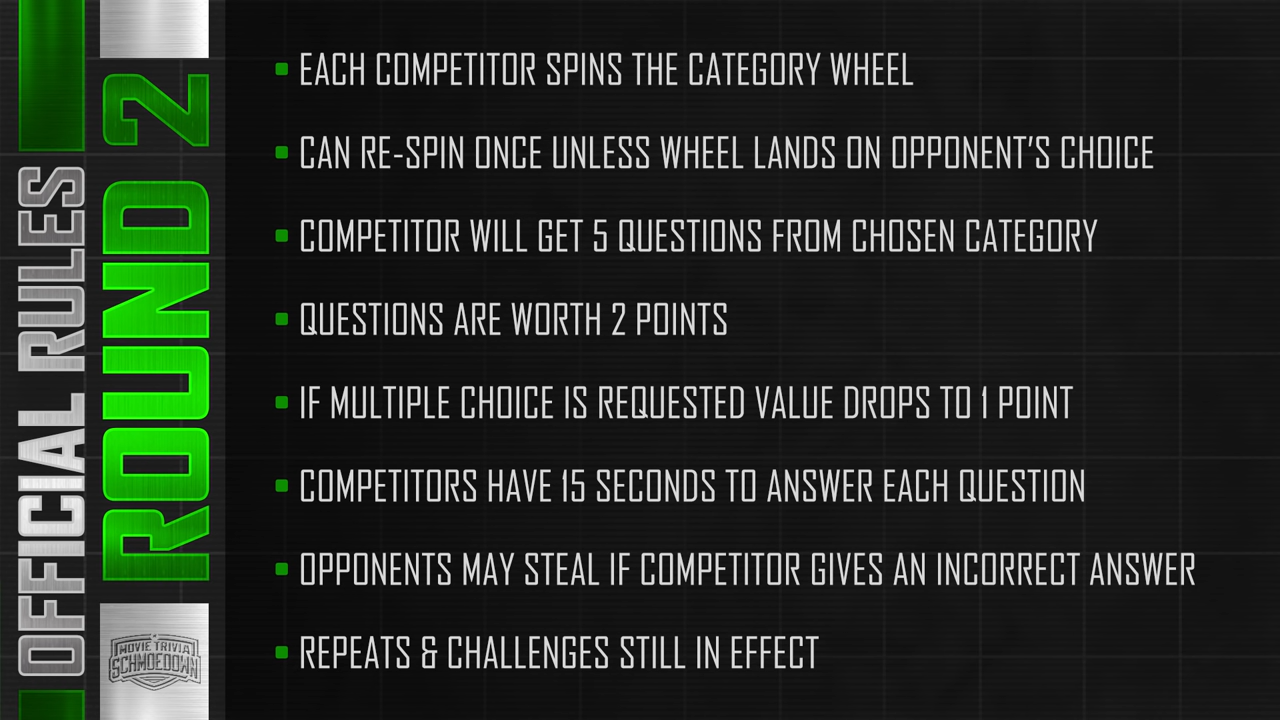 OFFICIAL RULES
ROUND 2
MOVIE TRIVIA
SCHMOEDOWN
EACH COMPETITOR SPINS THE CATEGORY WHEEL
CAN RE-SPIN ONCE UNLESS WHEEL LANDS ON OPPONENT'S CHOICE
COMPETITOR WILL GET 5 QUESTIONS FROM CHOSEN CATEGORY
QUESTIONS ARE WORTH 2 POINTS
IF MULTIPLE CHOICE IS REQUESTED VALUE DROPS TO 1 POINT
COMPETITORS HAVE 15 SECONDS TO ANSWER EACH QUESTION
OPPONENTS MAY STEAL IF COMPETITOR GIVES AN INCORRECT ANSWER
REPEATS & CHALLENGES STILL IN EFFECT